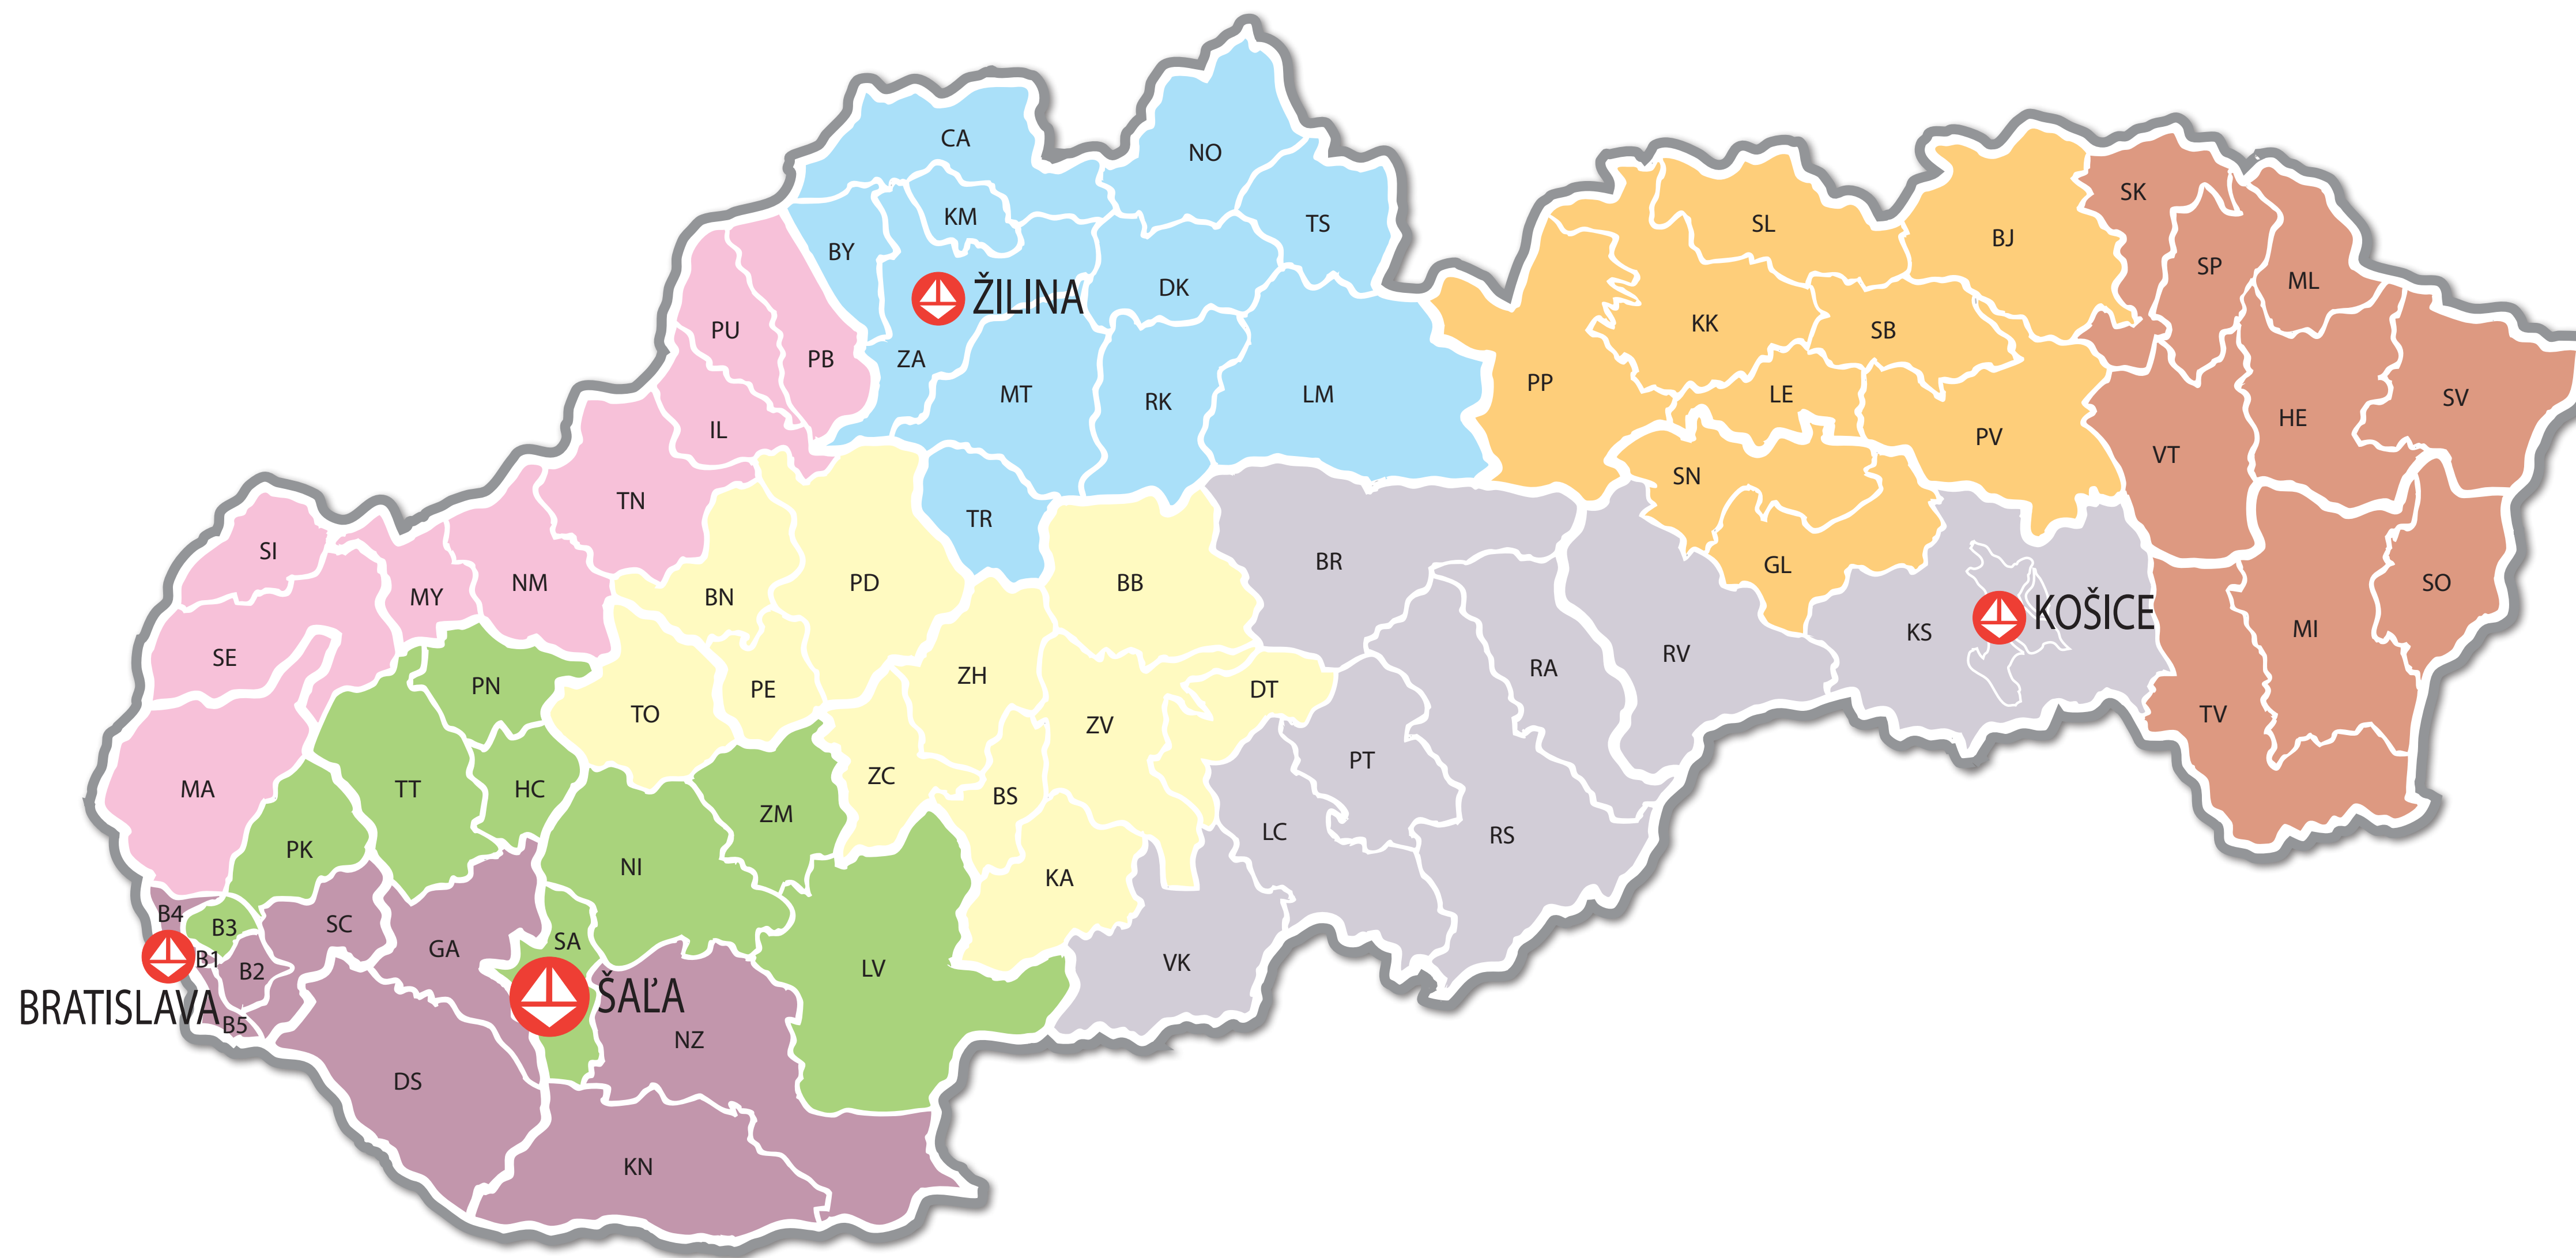 CA
NO
KM
TS
BY
ŽILINA
DK
ZA
MT
RK
LM
TR
PU
PB
IL
TN
SI
SE
MY
NM
MA
SL
BJ
KK
SB
PP
LE
PV
SN
GL
SK
SP
ML
HE
SV
VT
SO
MI
TV
BN
PD
BB
PE
TO
ZH
DT
ZV
ZC
BS
KA
BR
RV
RA
KS
KOŠICE
PT
LC
RS
VK
PN
TT
HC
PK
ZM
NI
B3
SA
LV
B4
SC
GA
B1
B2
BRATISLAVA
B5
ŠAĽA
NZ
DS
KN